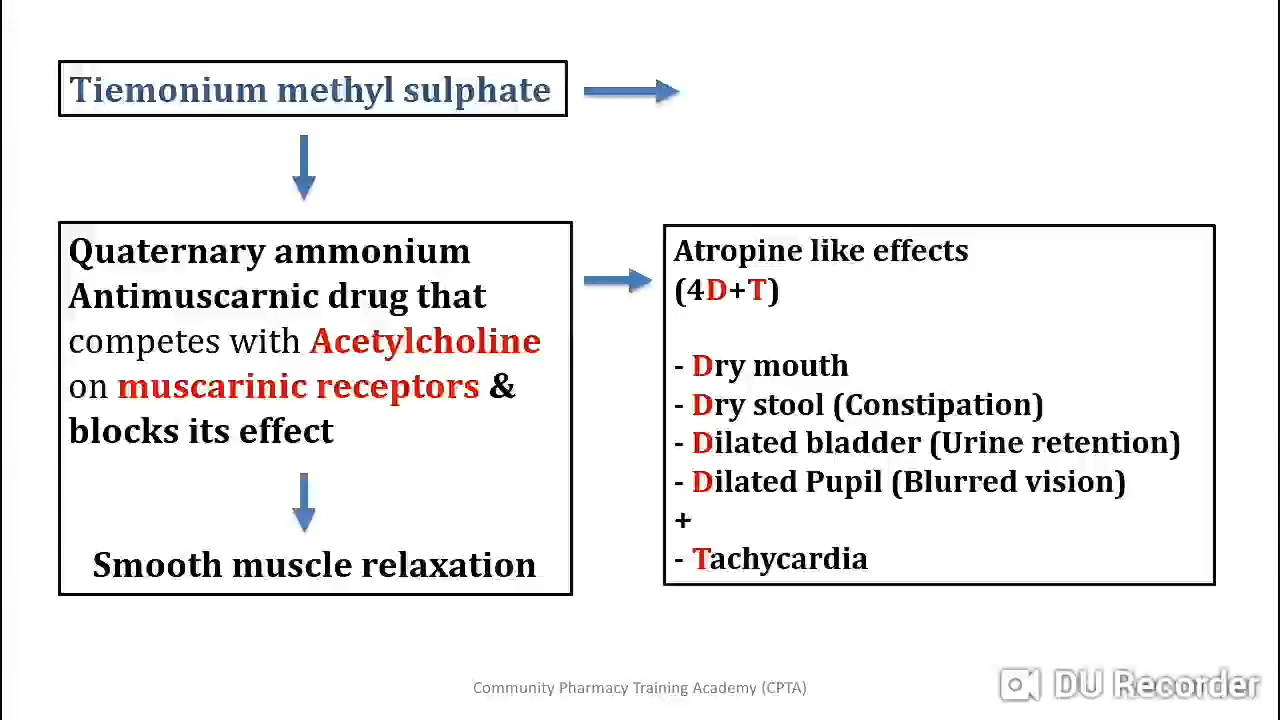 Tiemonium methyl sulphate
Quaternary ammonium
Antimuscarnic drug that
competes with Acetylcholine
on muscarinic receptors &
blocks its effect
Smooth muscle relaxation
Atropine like effects
(4D+T)
- Dry mouth
- Dry stool (Constipation)
- Dilated bladder (Urine retention)
- Dilated Pupil (Blurred vision)
+
- Tachycardia
Community Pharmacy Training Academy (CPTA)
DU Recorder